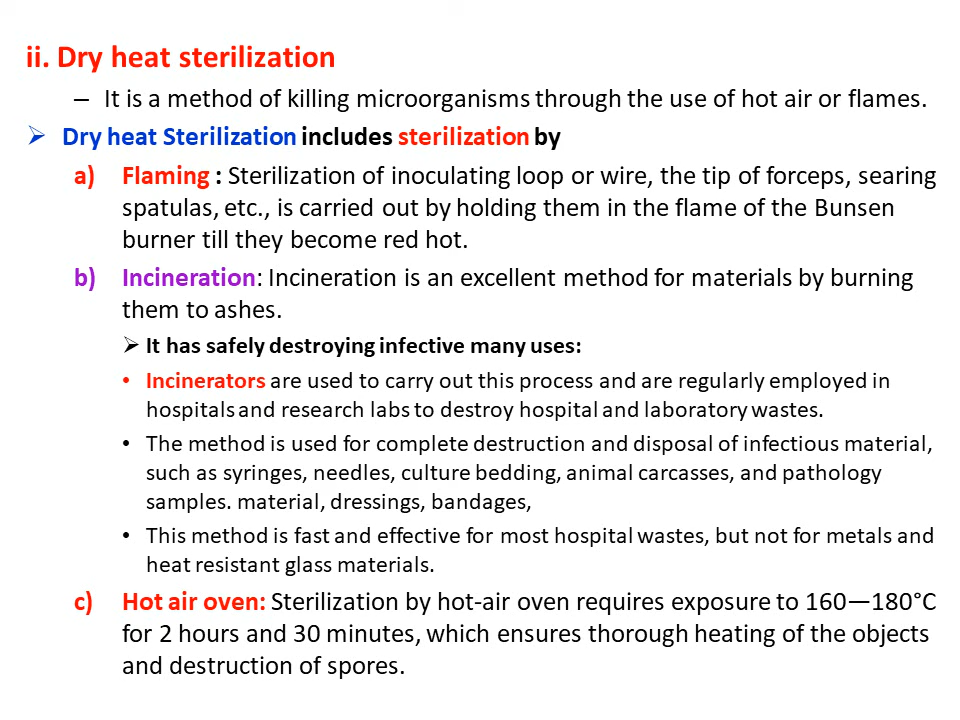 ii. Dry heat sterilization
– It is a method of killing microorganisms through the use of hot air or flames.
➢ Dry heat Sterilization includes sterilization by
a) Flaming : Sterilization of inoculating loop or wire, the tip of forceps, searing
spatulas, etc., is carried out by holding them in the flame of the Bunsen
burner till they become red hot.
b) Incineration: Incineration is an excellent method for materials by burning
them to ashes.
➢ It has safely destroying infective many uses:
• Incinerators are used to carry out this process and are regularly employed in
hospitals and research labs to destroy hospital and laboratory wastes.
• The method is used for complete destruction and disposal of infectious material,
such as syringes, needles, culture bedding, animal carcasses, and pathology
samples. material, dressings, bandages,
• This method is fast and effective for most hospital wastes, but not for metals and
heat resistant glass materials.
c) Hot air oven: Sterilization by hot-air oven requires exposure to 160—180°C
for 2 hours and 30 minutes, which ensures thorough heating of the objects
and destruction of spores.